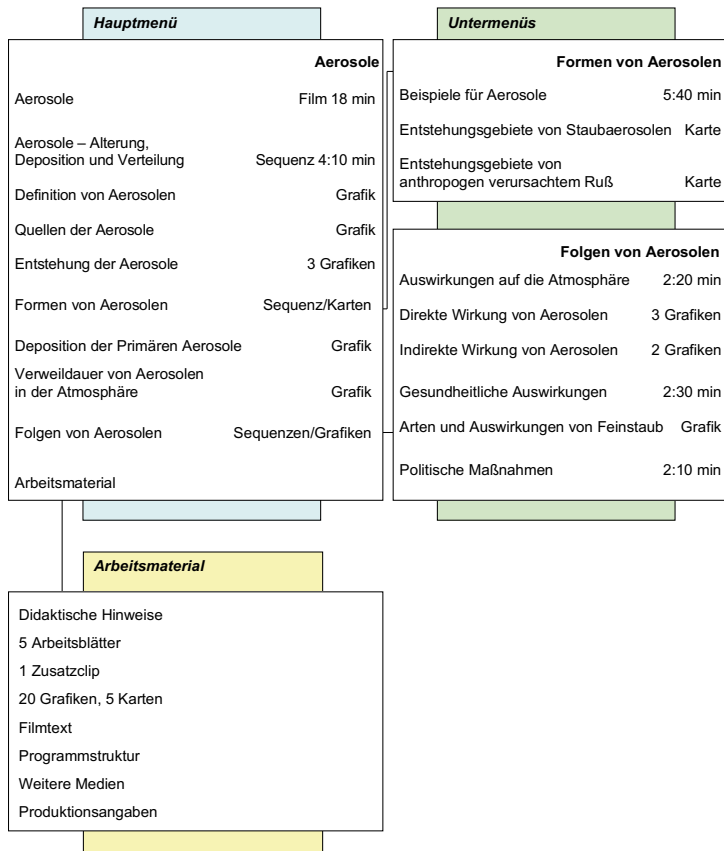 Hauptmenü
Aerosole
Aerosole Film 18 min
Aerosole – Alterung,
Deposition und Verteilung Sequenz 4:10 min
Definition von Aerosolen Grafik
Quellen der Aerosole Grafik
Entstehung der Aerosole 3 Grafiken
Formen von Aerosolen Sequenz/Karten
Deposition der Primären Aerosole Grafik
Verweildauer von Aerosolen
in der Atmosphäre Grafik
Folgen von Aerosolen Sequenzen/Grafiken
Arbeitsmaterial
Untermenüs
Formen von Aerosolen
Beispiele für Aerosole 5:40 min
Entstehungsgebiete von Staubaerosolen Karte
Entstehungsgebiete von
anthropogen verursachtem Ruß Karte
Folgen von Aerosolen
Auswirkungen auf die Atmosphäre 2:20 min
Direkte Wirkung von Aerosolen 3 Grafiken
Indirekte Wirkung von Aerosolen 2 Grafiken
Gesundheitliche Auswirkungen 2:30 min
Arten und Auswirkungen von Feinstaub Grafik
Politische Maßnahmen 2:10 min
Arbeitsmaterial
Didaktische Hinweise
5 Arbeitsblätter
1 Zusatzclip
20 Grafiken, 5 Karten
Filmtext
Programmstruktur
Weitere Medien
Produktionsangaben